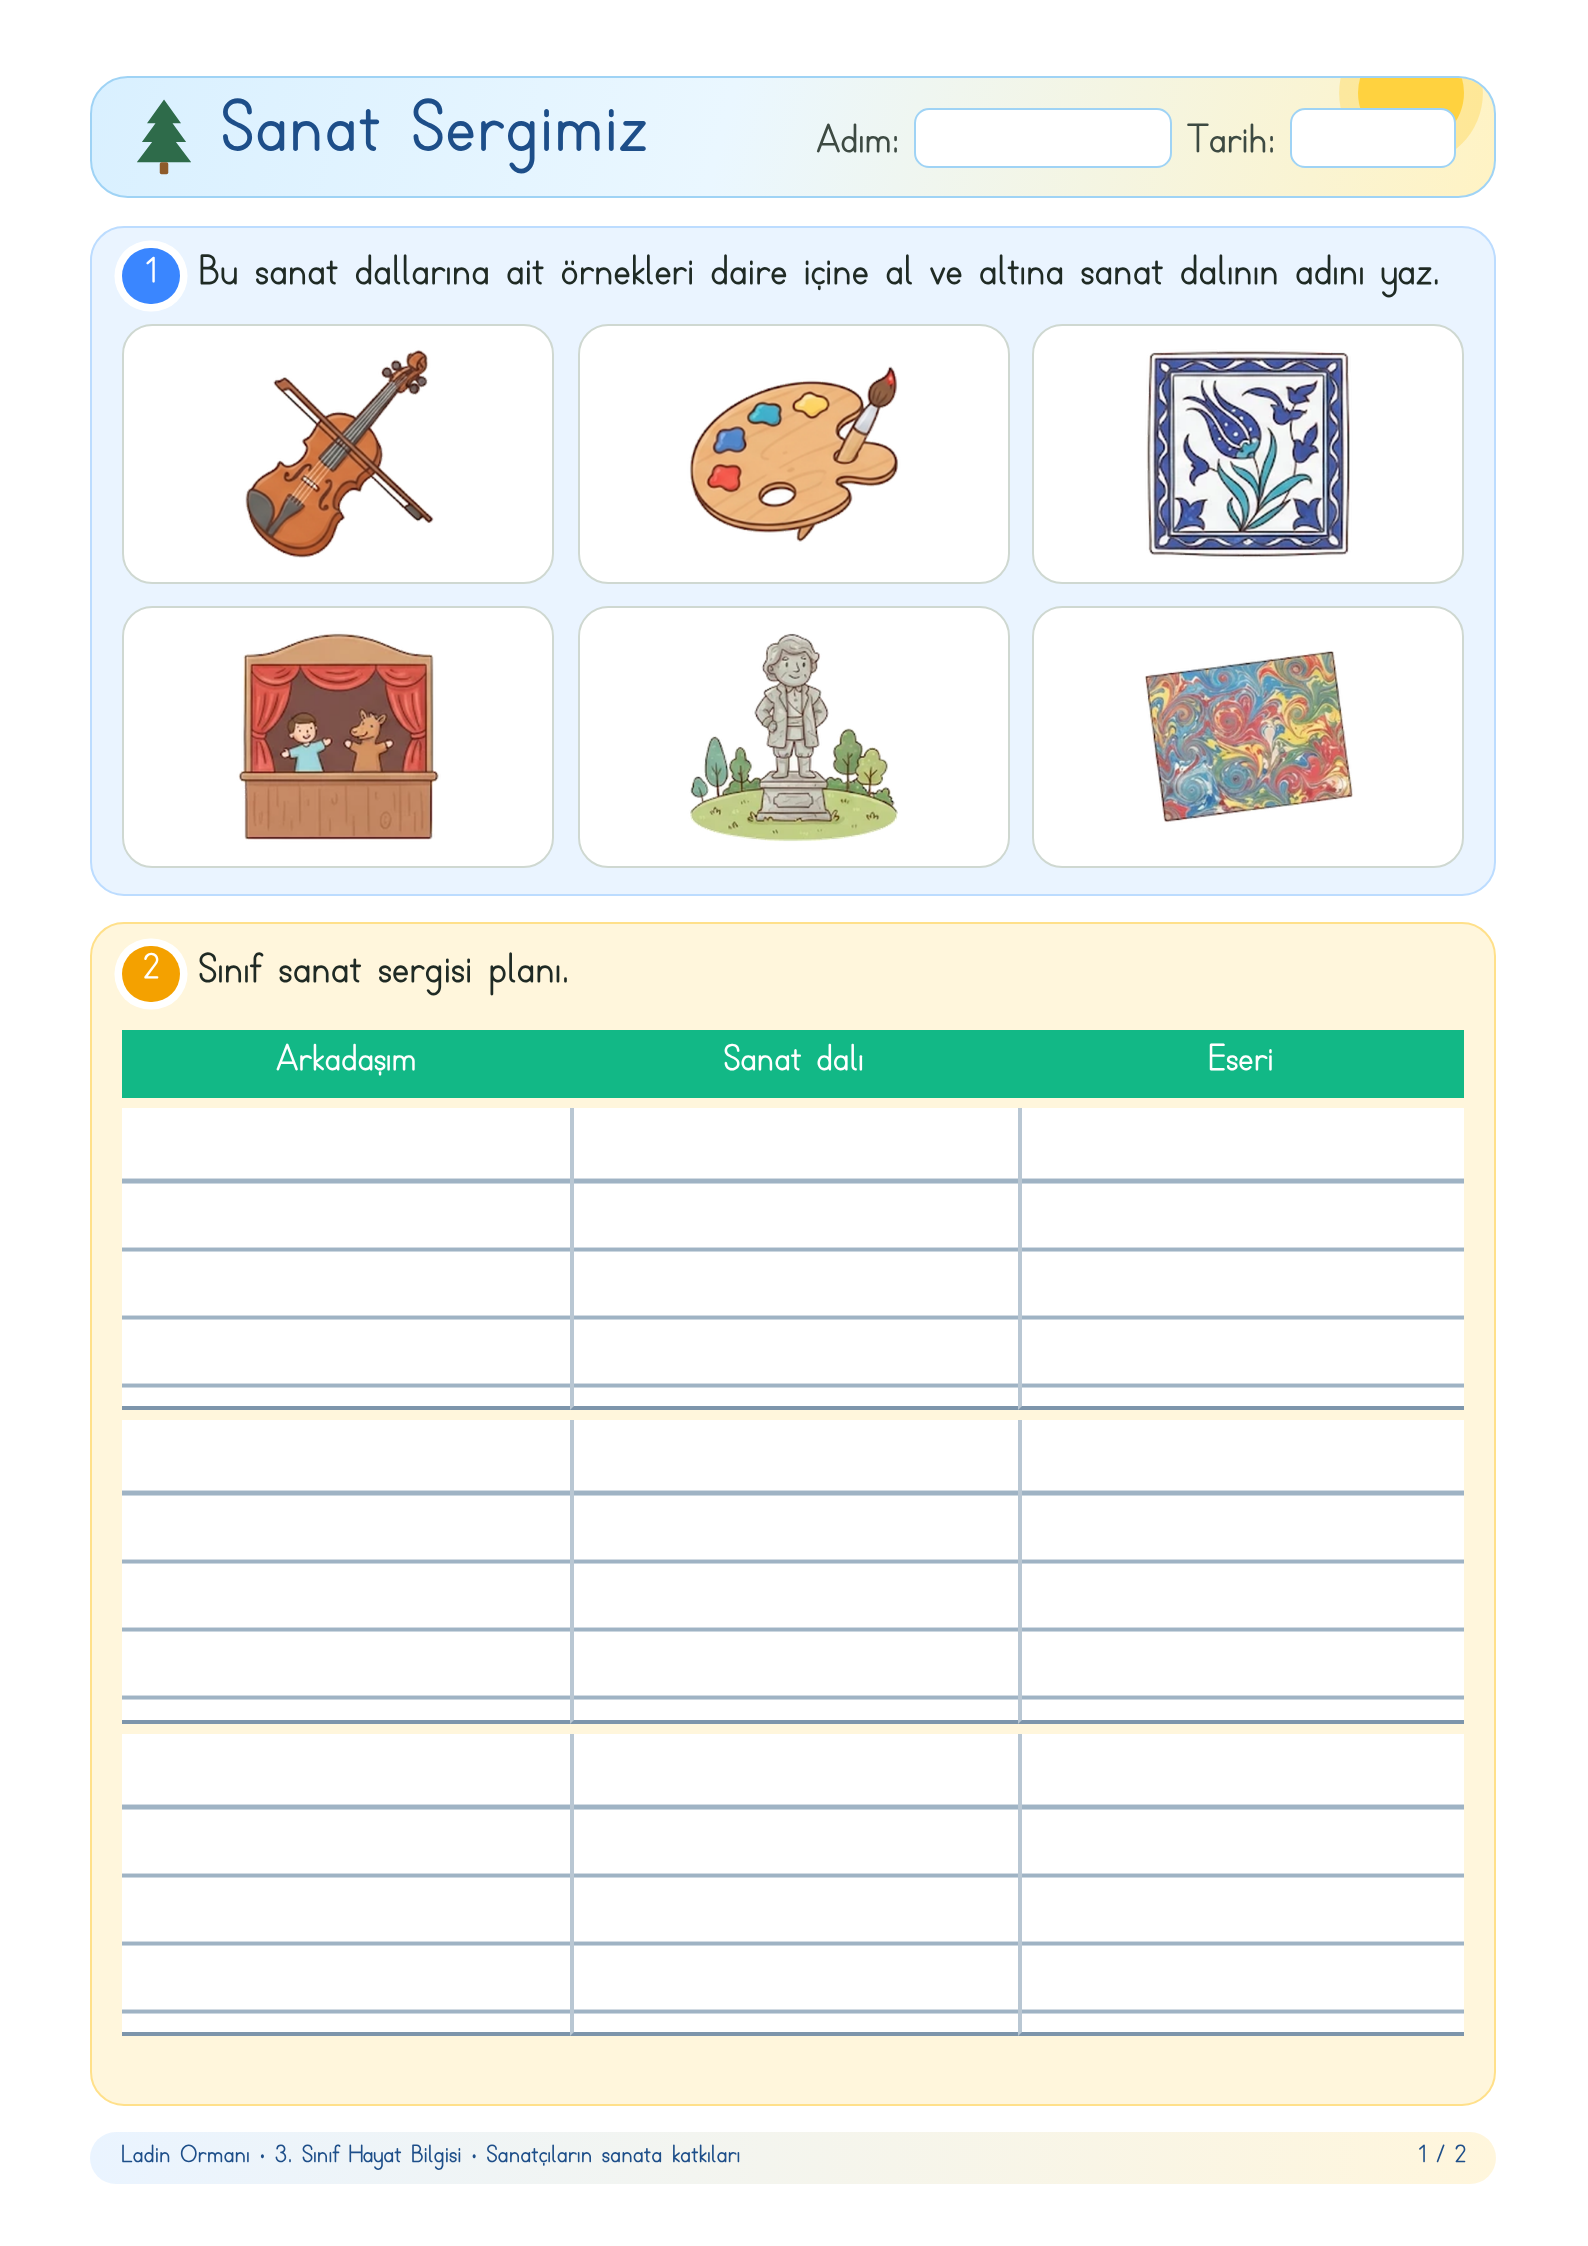 Sanat Sergimiz
Adım:
Tarih:
1 Bu sanat dallarına ait örnekleri daire içine al ve altına sanat dalının adını yaz.
2 Sınıf sanat sergisi planı.
Arkadaşım Sanat dalı Eseri
Ladin Ormanı • 3. Sınıf Hayat Bilgisi • Sanatçıların sanata katkıları 1 / 2